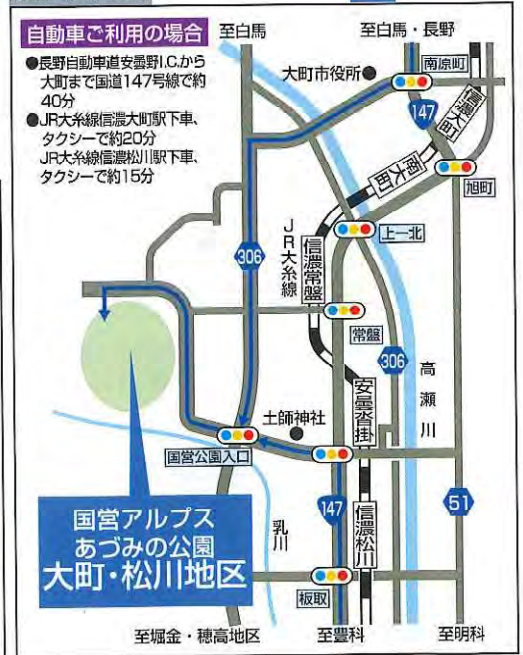 自動車ご利用の場合
●長野自動車道安曇野I.C.から
大町まで国道147号線で約
40分
●JR大糸線信濃大町駅下車、
タクシーで約20分
JR大糸線信濃松川駅下車、
タクシーで約15分
至白馬
至白馬・長野
大町市役所
南原町
147
信濃大町
旭町
南大町
上一北
JR大糸線
306
信濃常盤
常盤
306
高瀬川
安曇沓掛
土師神社
国営公園入口
147
信濃松川
51
国営アルプス
あづみの公園
大町・松川地区
乳川
板取
至堀金・穂高地区
至豊科
至明科